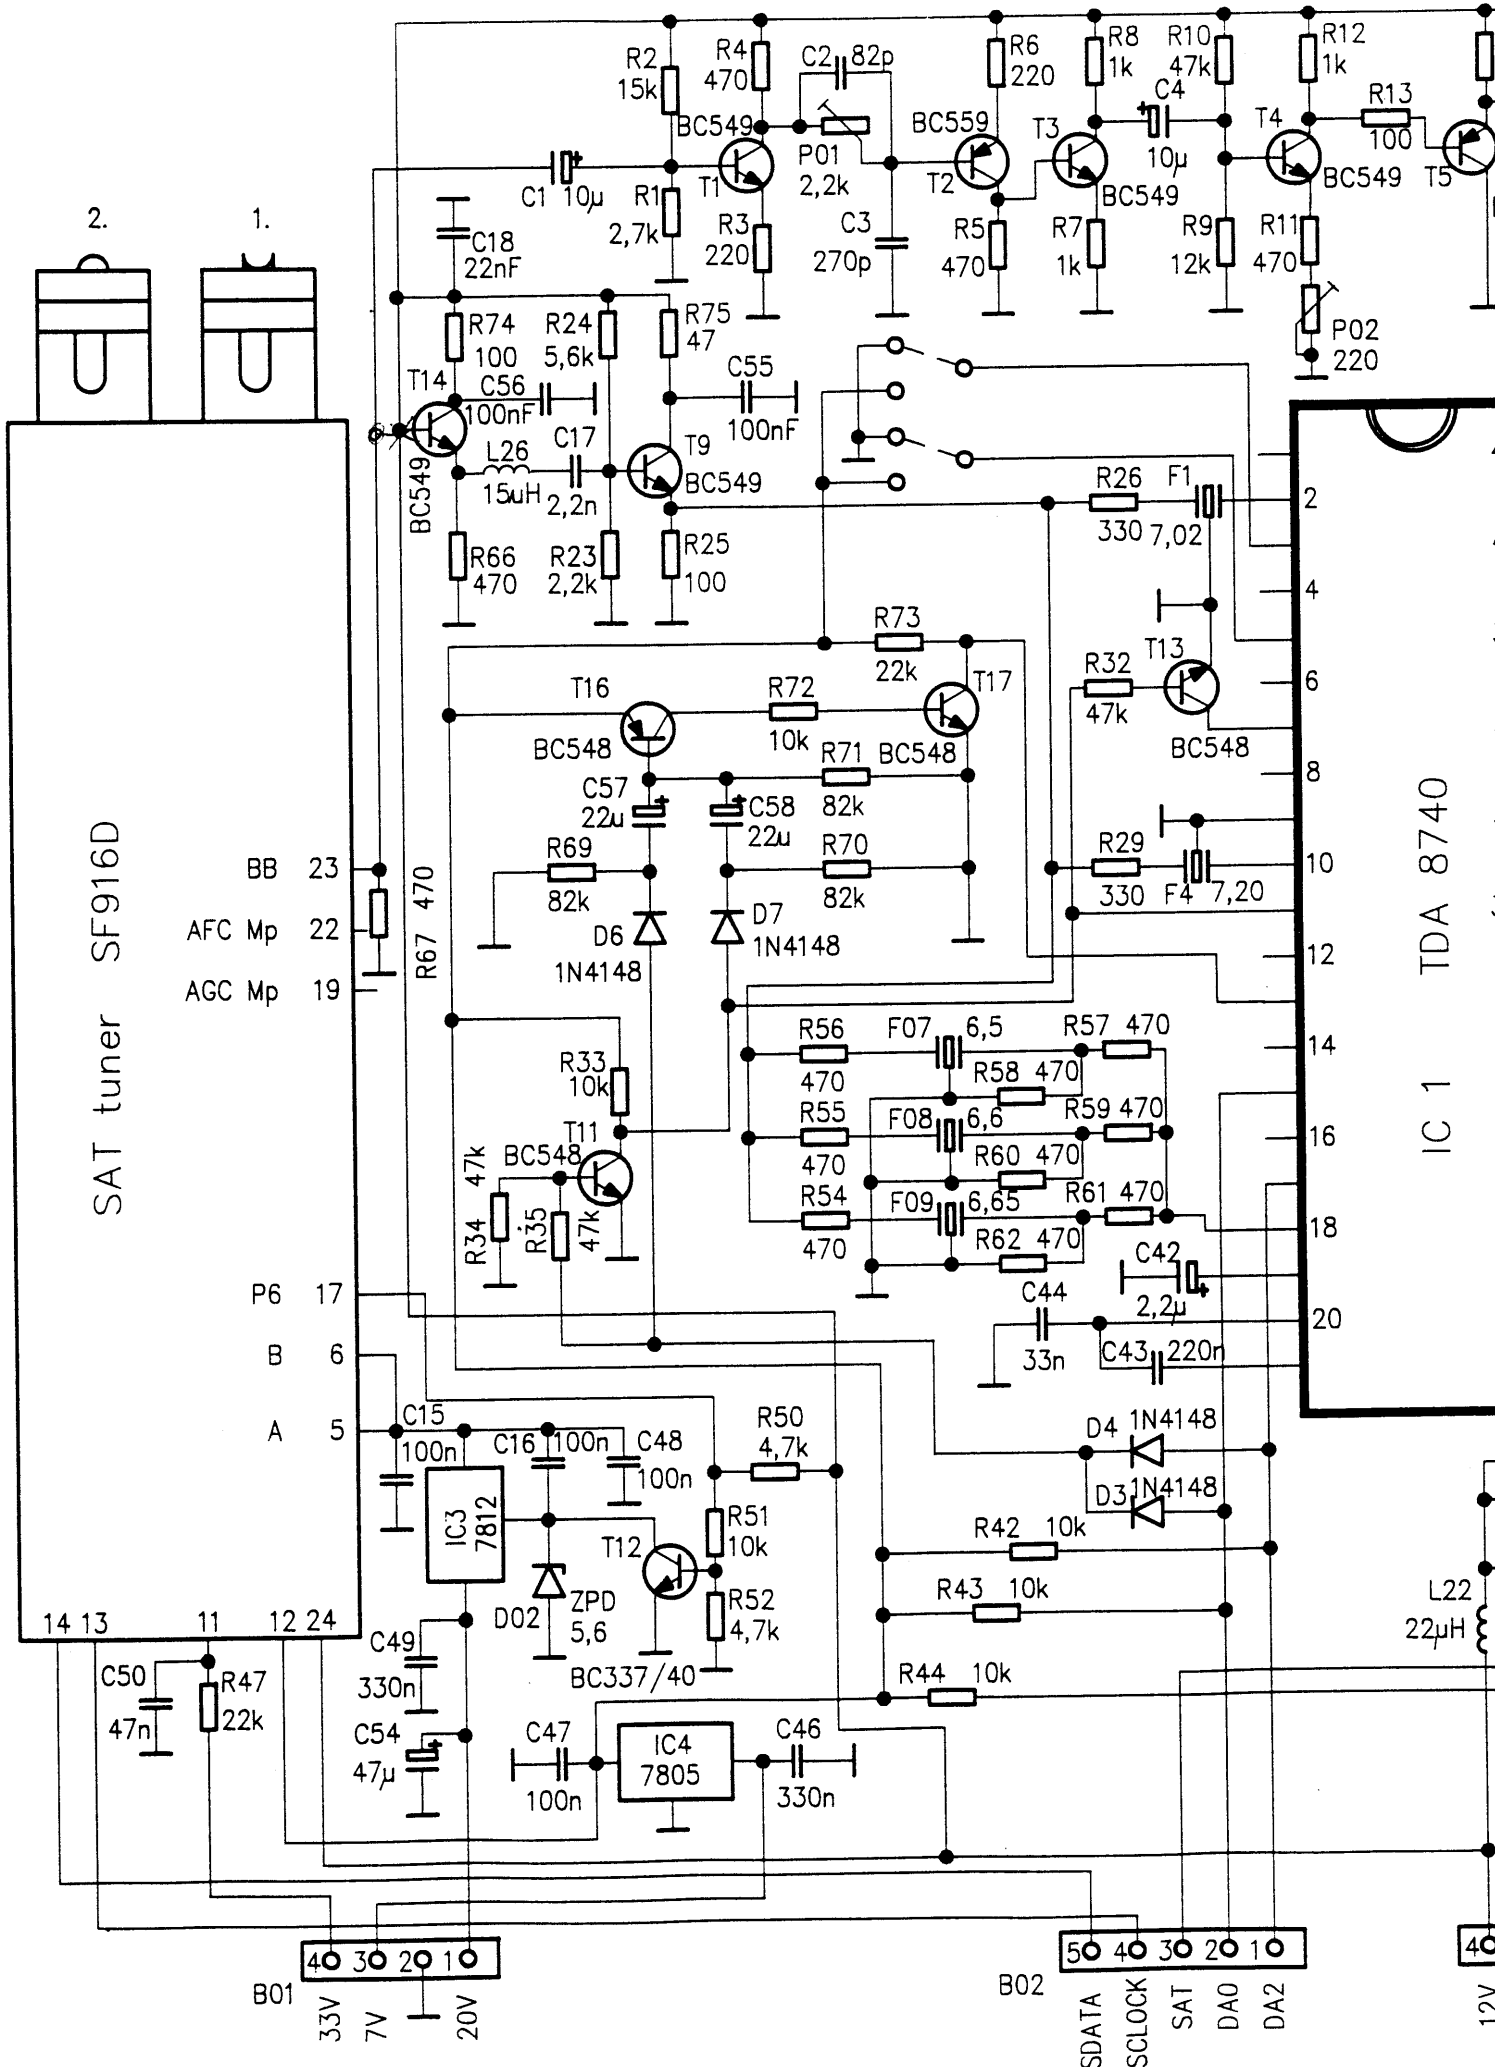 R2
15k
R4
470
C2 82p
R6
220
R8
1k
R10
47k
R12
1k
C4
R13
100
BC549
BC559
T3
T4
P01
2,2k
10µ
C1 10µ
T1
T2
BC549
BC549
T5
R1
2,7k
R3
220
C3
270p
R5
470
R7
1k
R9
12k
R11
470
2.
1.
C18
22nF
R74
100
R24
5,6k
R75
47
P02
220
T14
C56
100nF
C55
100nF
L26
15µH
C17
2,2n
T9
BC549
BC549
R26
330
F1
7,02
2
R66
470
R23
2,2k
R25
100
4
R73
22k
T13
R32
47k
6
T16
R72
10k
T17
BC548
BC548
BC548
R71
82k
8
C57
22µ
C58
22µ
R69
82k
R70
82k
R29
330
F4 7,20
10
BB 23
AFC Mp 22
AGC Mp 19
R67 470
D6
1N4148
D7
1N4148
12
SAT tuner SF916D
IC 1 TDA 8740
R56
470
F07
6,5
R57 470
14
R33
10k
R58 470
R55
470
F08
6,6
R59 470
16
T11
BC548
R60 470
R34 47k
R35 47k
R54
470
F09
6,65
R61 470
18
R62 470
C42
2,2µ
P6 17
C44
33n
20
B 6
C43 220n
A 5
C15
100n
C16 100n
C48
100n
R50
4,7k
D4 1N4148
D3 1N4148
IC3
7812
T12
R51
10k
R42 10k
D02
ZPD
5,6
R52
4,7k
R43 10k
L22
22µH
14 13 11 12 24
C49
330n
BC337/40
R44 10k
C50
47n
R47
22k
C54
47µ
C47
100n
IC4
7805
C46
330n
4 3 2 1
B01
33V
7V
20V
5 4 3 2 1
B02
SDATA
SCLOCK
SAT
DA0
DA2
4
12V